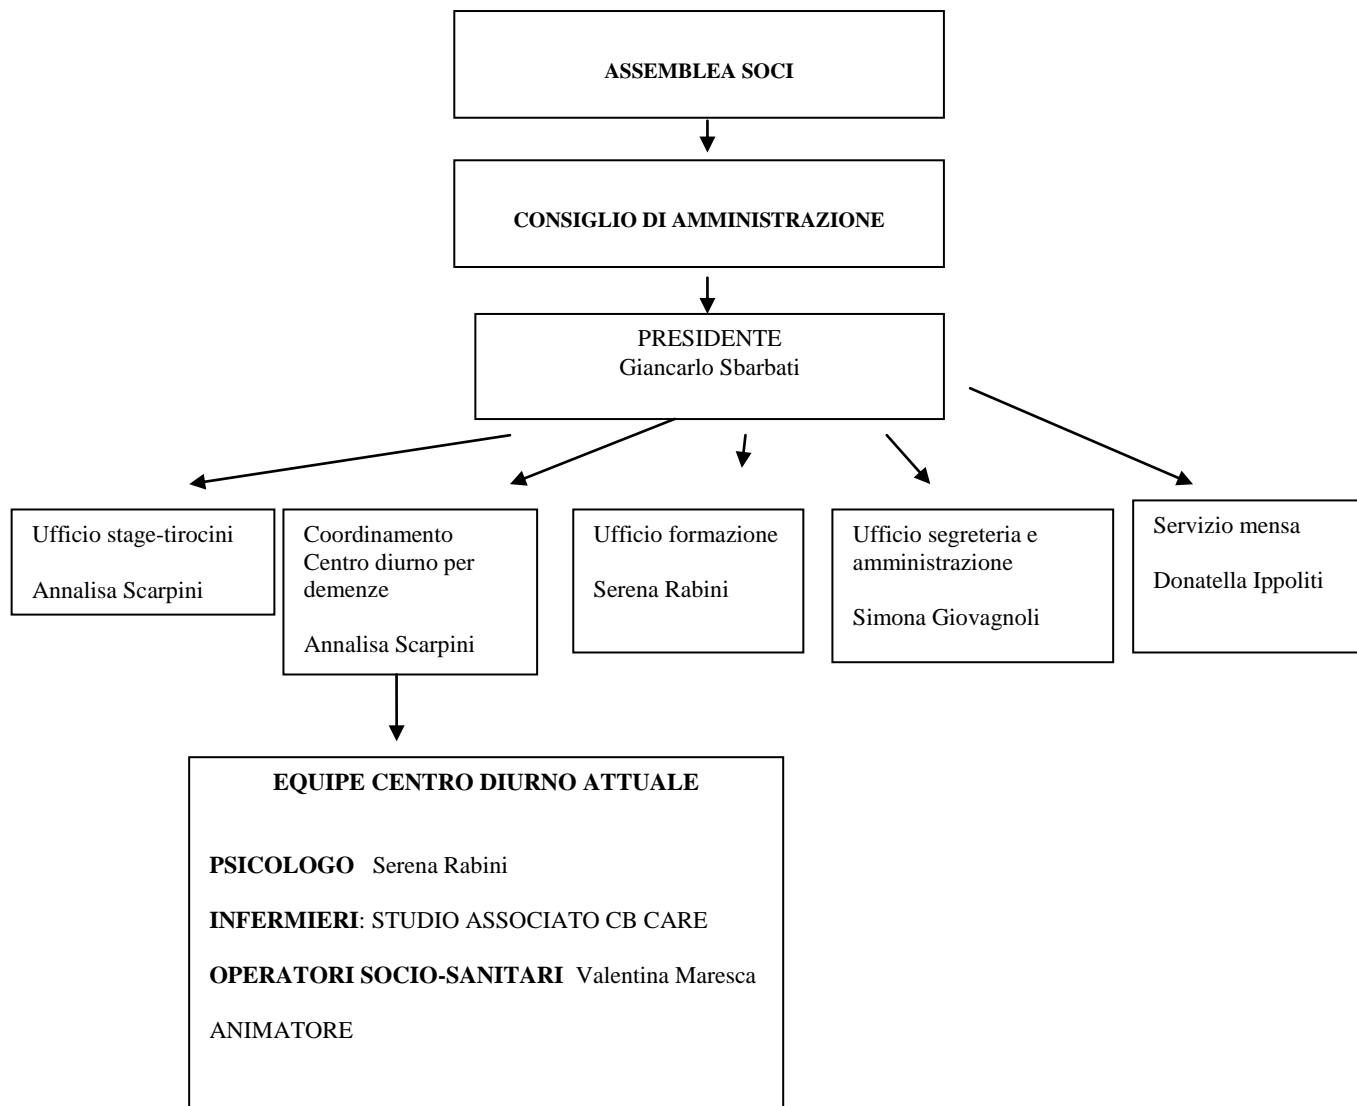 ASSEMBLEA SOCI
CONSIGLIO DI AMMINISTRAZIONE
PRESIDENTE
Giancarlo Sbarbati
Ufficio stage-tirocini
Annalisa Scarpini
Coordinamento
Centro diurno per
demenze
Annalisa Scarpini
Ufficio formazione
Serena Rabini
Ufficio segreteria e
amministrazione
Simona Giovagnoli
Servizio mensa
Donatella Ippoliti
EQUIPE CENTRO DIURNO ATTUALE
PSICOLOGO Serena Rabini
INFERMIERI: STUDIO ASSOCIATO CB CARE
OPERATORI SOCIO-SANITARI Valentina Maresca
ANIMATORE